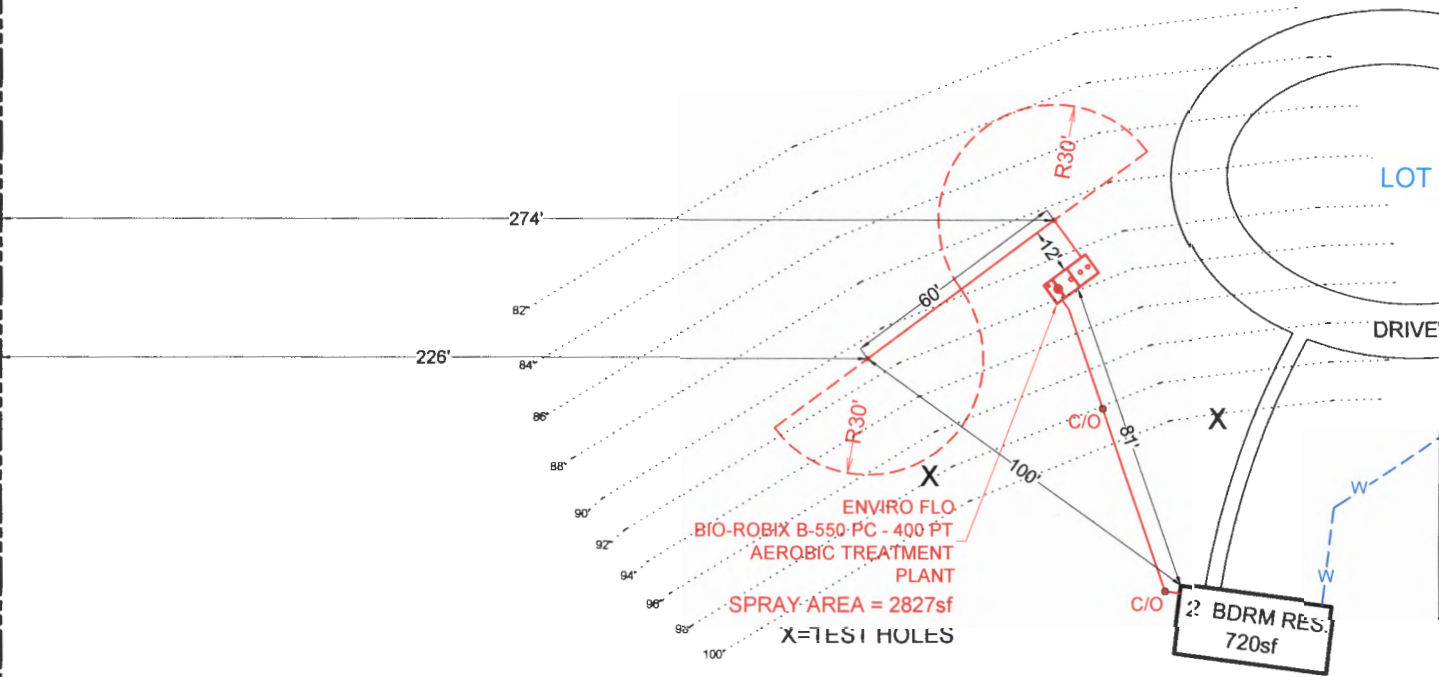 R30'
LOT
274'
12'
60'
82'
DRIVE
226'
84'
86'
R30'
C/O
81'
X
88'
X
100'
W
90'
ENVIRO FLO
BIO-ROBIX B-550 PC - 400 PT
92'
AEROBIC TREATMENT
94'
PLANT
W
96'
SPRAY AREA = 2827sf
C/O
2 BDRM RES.
98'
X=TEST HOLES
720sf
100'